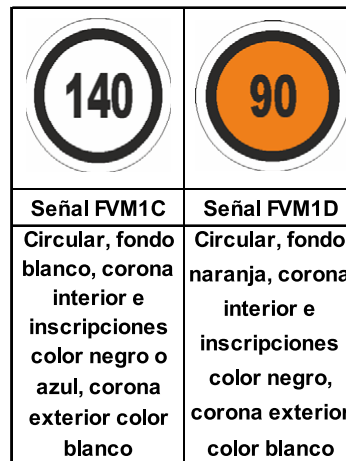 140
90
Señal FVM1C
Señal FVM1D
Circular, fondo
blanco, corona
interior e
inscripciones
color negro o
azul, corona
exterior color
blanco
Circular, fondo
naranja, corona
interior e
inscripciones
color negro,
corona exterior
color blanco